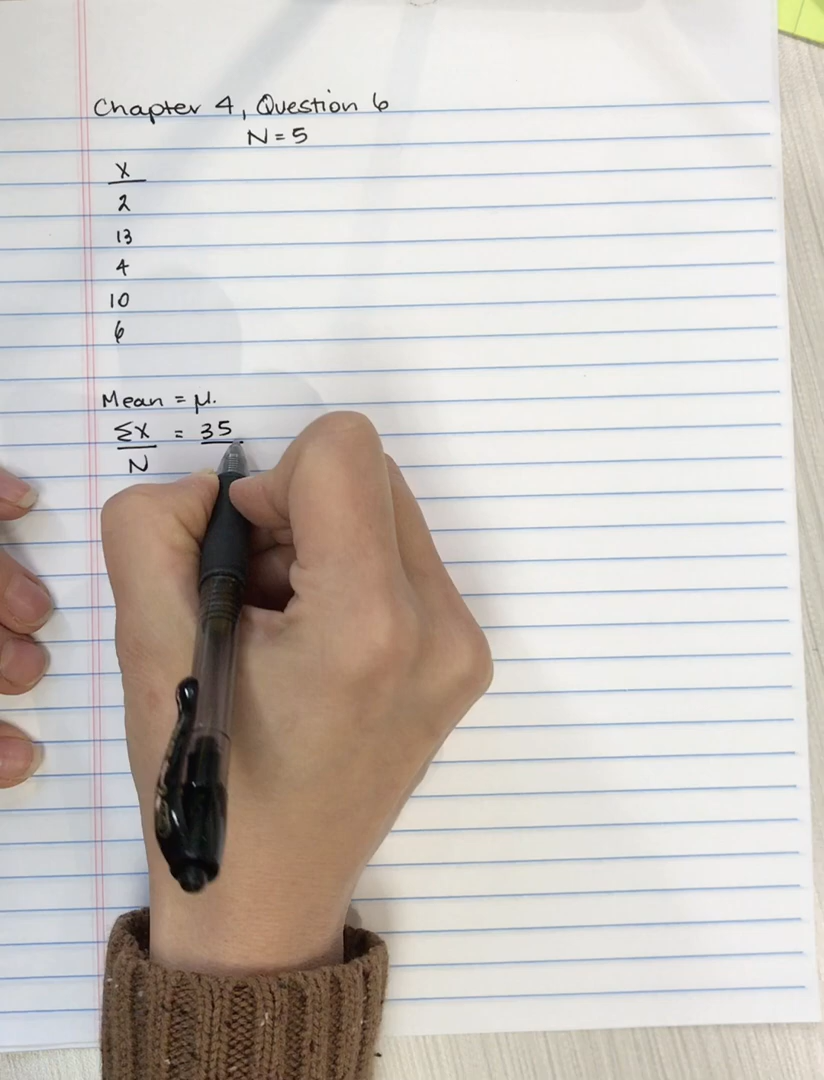 Chapter 4, Question 6
N = 5
X
2
13
4
10
6
Mean = µ.
ΣX = 35
N